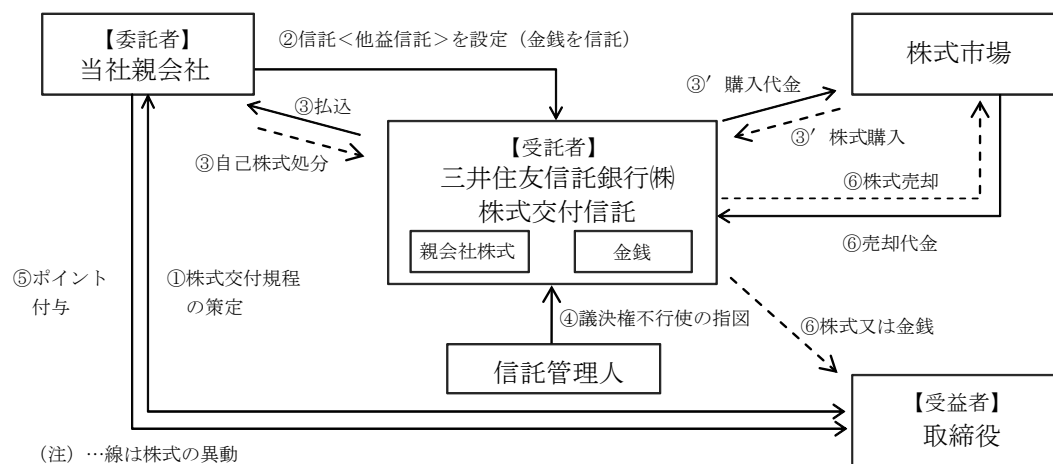 【委託者】
当社親会社
②信託<他益信託>を設定（金銭を信託）
株式市場
③払込
③自己株式処分
③′ 購入代金
③′ 株式購入
【受託者】
三井住友信託銀行㈱
株式交付信託
親会社株式
金銭
⑥株式売却
⑥売却代金
⑤ポイント
付与
①株式交付規程
の策定
④議決権不行使の指図
⑥株式又は金銭
信託管理人
【受益者】
取締役
（注）…線は株式の異動